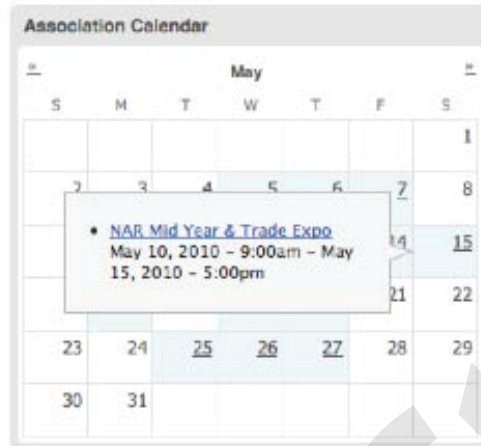 Association Calendar
« May »
S M T W T F S
1
2 3 4 5 6 7 8
• NAR Mid Year & Trade Expo
May 10, 2010 - 9:00am - May
15, 2010 - 5:00pm
14 15
21 22
23 24 25 26 27 28 29
30 31